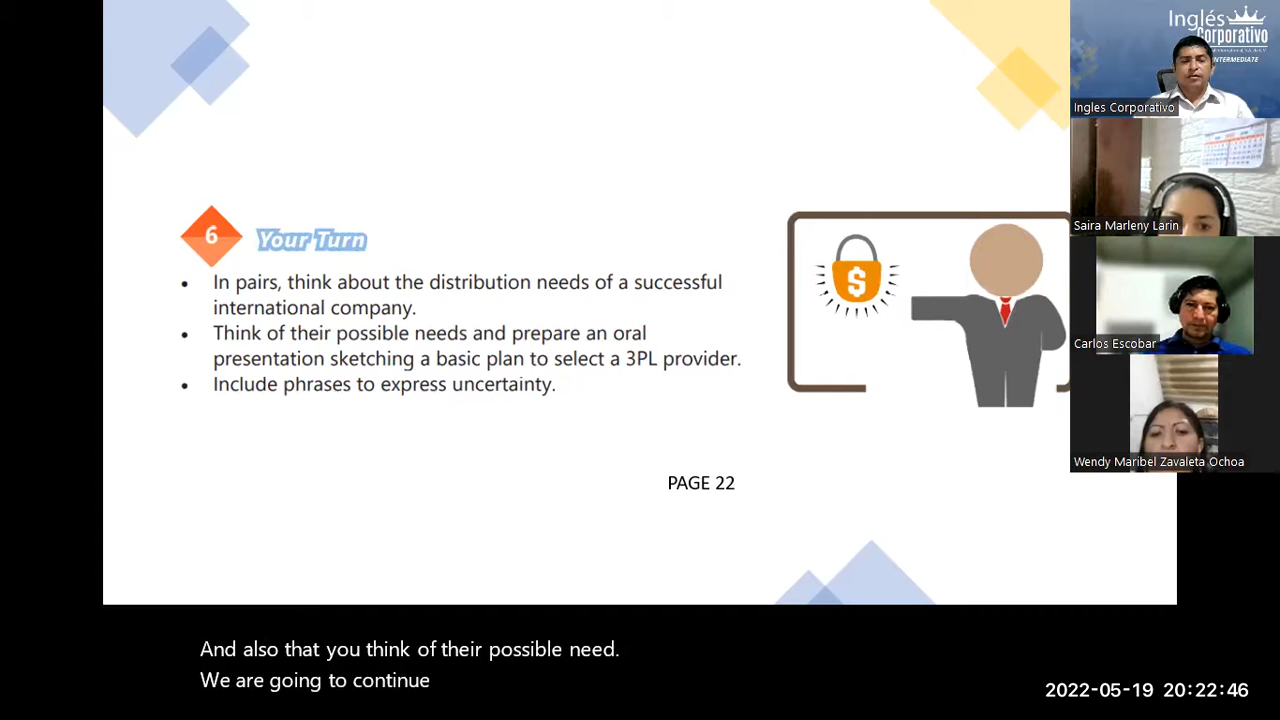 6
Your Turn
• In pairs, think about the distribution needs of a successful
international company.
• Think of their possible needs and prepare an oral
presentation sketching a basic plan to select a 3PL provider.
• Include phrases to express uncertainty.
$
PAGE 22
Inglés
Corporativo
INTERMEDIATE
Ingles Corporativo
Saira Marleny Larin
Carlos Escobar
Wendy Maribel Zavaleta Ochoa
And also that you think of their possible need.
We are going to continue
2022-05-19 20:22:46